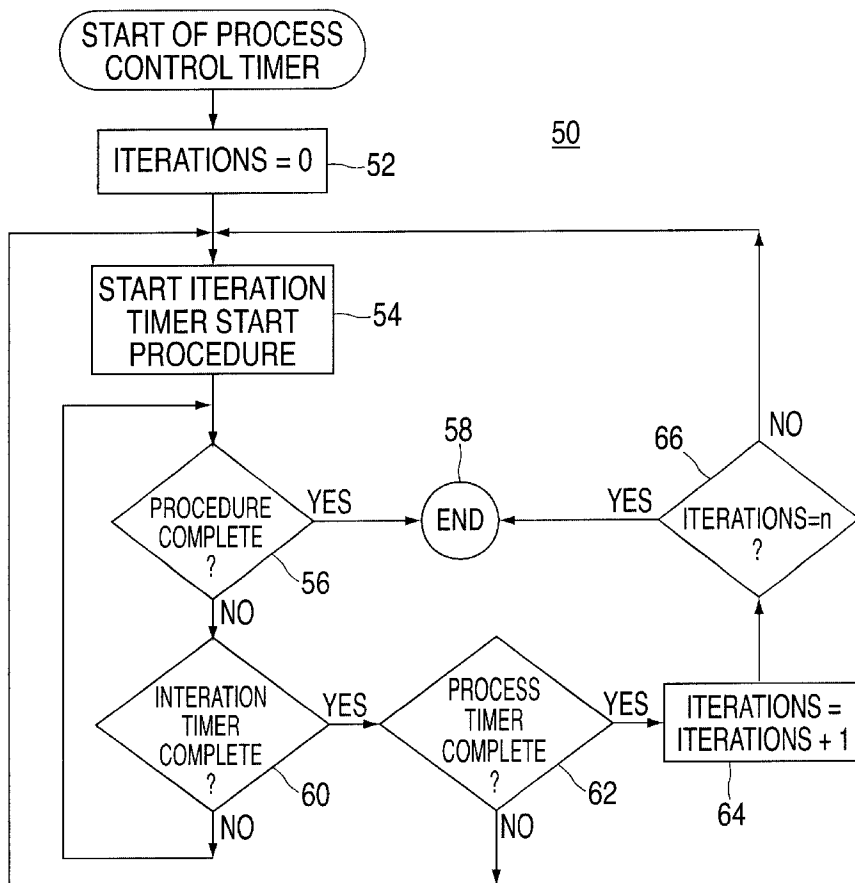 START OF PROCESS
CONTROL TIMER
50
ITERATIONS = 0
52
START ITERATION
TIMER START
PROCEDURE
54
PROCEDURE
COMPLETE
?
56
YES
NO
58
END
66
NO
YES
ITERATIONS=n
?
INTERATION
TIMER
COMPLETE
?
60
YES
NO
PROCESS
TIMER
COMPLETE
?
62
YES
NO
ITERATIONS =
ITERATIONS + 1
64